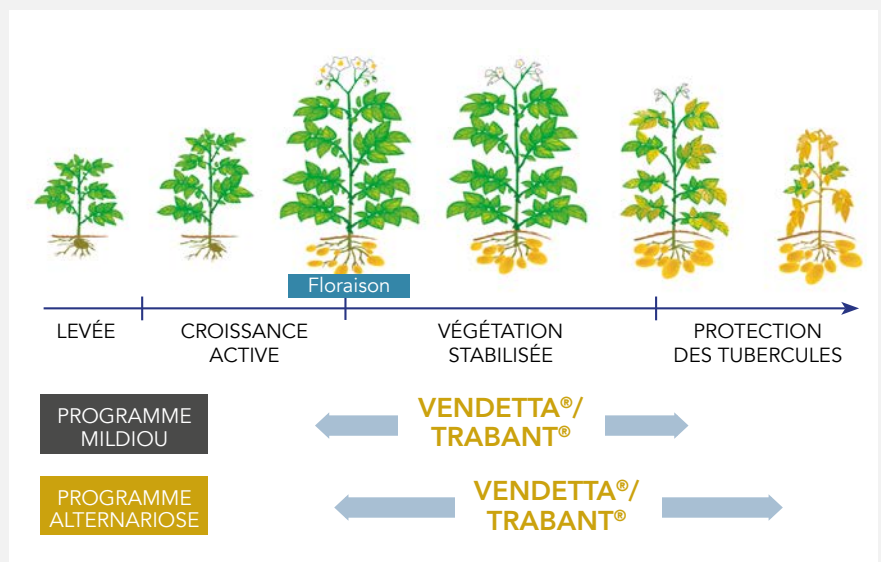 Floraison
LEVÉE
CROISSANCE
ACTIVE
VÉGÉTATION
STABILISÉE
PROTECTION
DES TUBERCULES
PROGRAMME
MILDIOU
VENDETTA®/
TRABANT®
PROGRAMME
ALTERNARIOSE
VENDETTA®/
TRABANT®